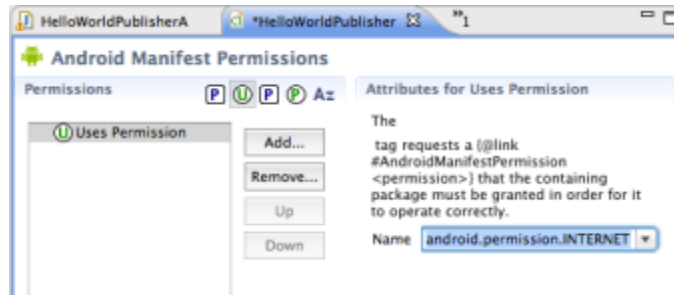 HelloWorldPublisherA
*HelloWorldPublisher
"1
Android Manifest Permissions
Permissions
P U P P Az
Attributes for Uses Permission
U Uses Permission
Add...
Remove...
Up
Down
The
tag requests a {@link
#AndroidManifestPermission
<permission>} that the containing
package must be granted in order for it
to operate correctly.
Name android.permission.INTERNET